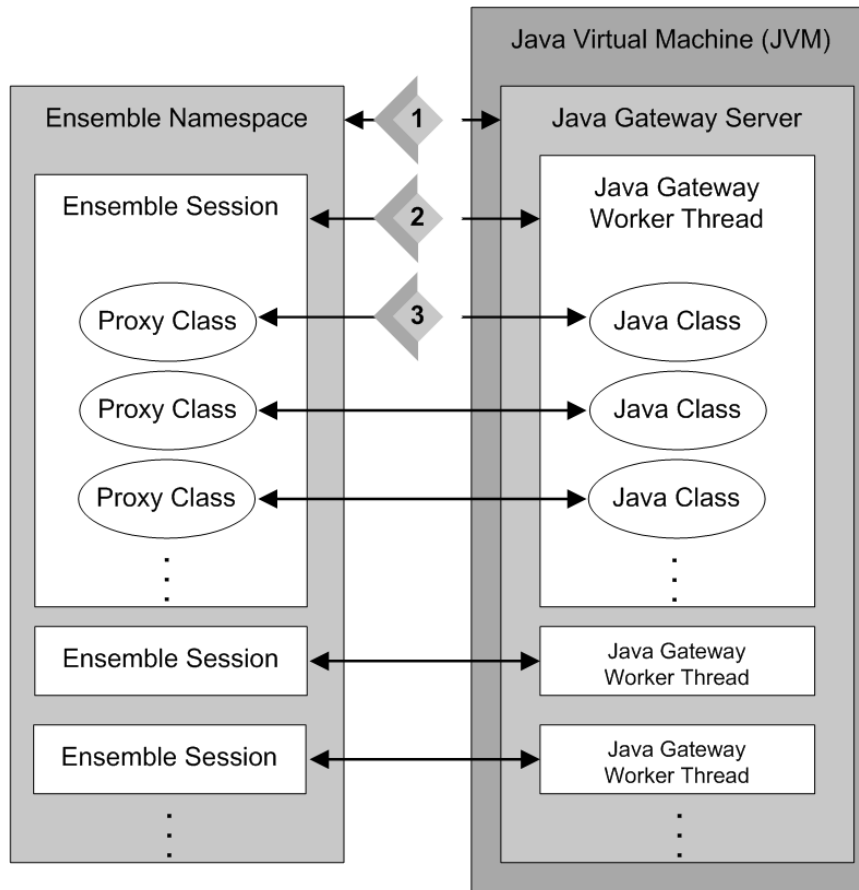 Java Virtual Machine (JVM)
Ensemble Namespace
1
Java Gateway Server
Ensemble Session
2
Java Gateway
Worker Thread
Proxy Class
3
Java Class
Proxy Class
Java Class
Proxy Class
Java Class
Ensemble Session
Java Gateway
Worker Thread
Ensemble Session
Java Gateway
Worker Thread